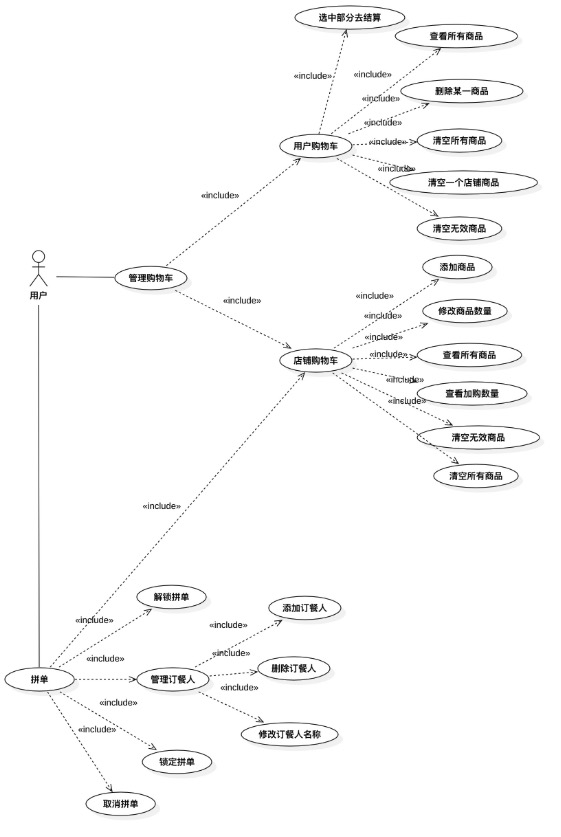 选中部分去结算
查看所有商品
«include»
«include»
删除某一商品
«include»
«include»
用户购物车
«include»
清空所有商品
«include»
清空一个店铺商品
«include»
清空无效商品
用户
管理购物车
添加商品
«include»
«include»
修改商品数量
«include»
«include»
店铺购物车
«include»
查看所有商品
«include»
查看加购数量
«include»
清空无效商品
清空所有商品
«include»
解锁拼单
添加订餐人
«include»
«include»
«include»
«include»
删除订餐人
拼单
管理订餐人
«include»
«include»
«include»
修改订餐人名称
锁定拼单
取消拼单